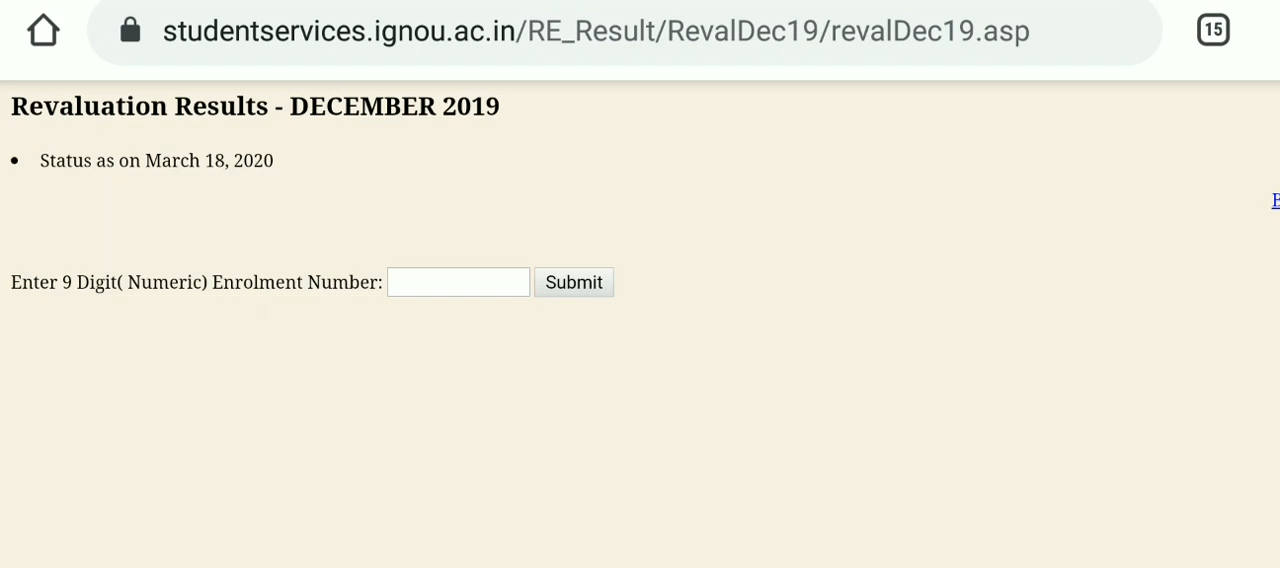 studentservices.ignou.ac.in/RE_Result/RevalDec19/revalDec19.asp
15
Revaluation Results - DECEMBER 2019
• Status as on March 18, 2020
Enter 9 Digit( Numeric) Enrolment Number: Submit